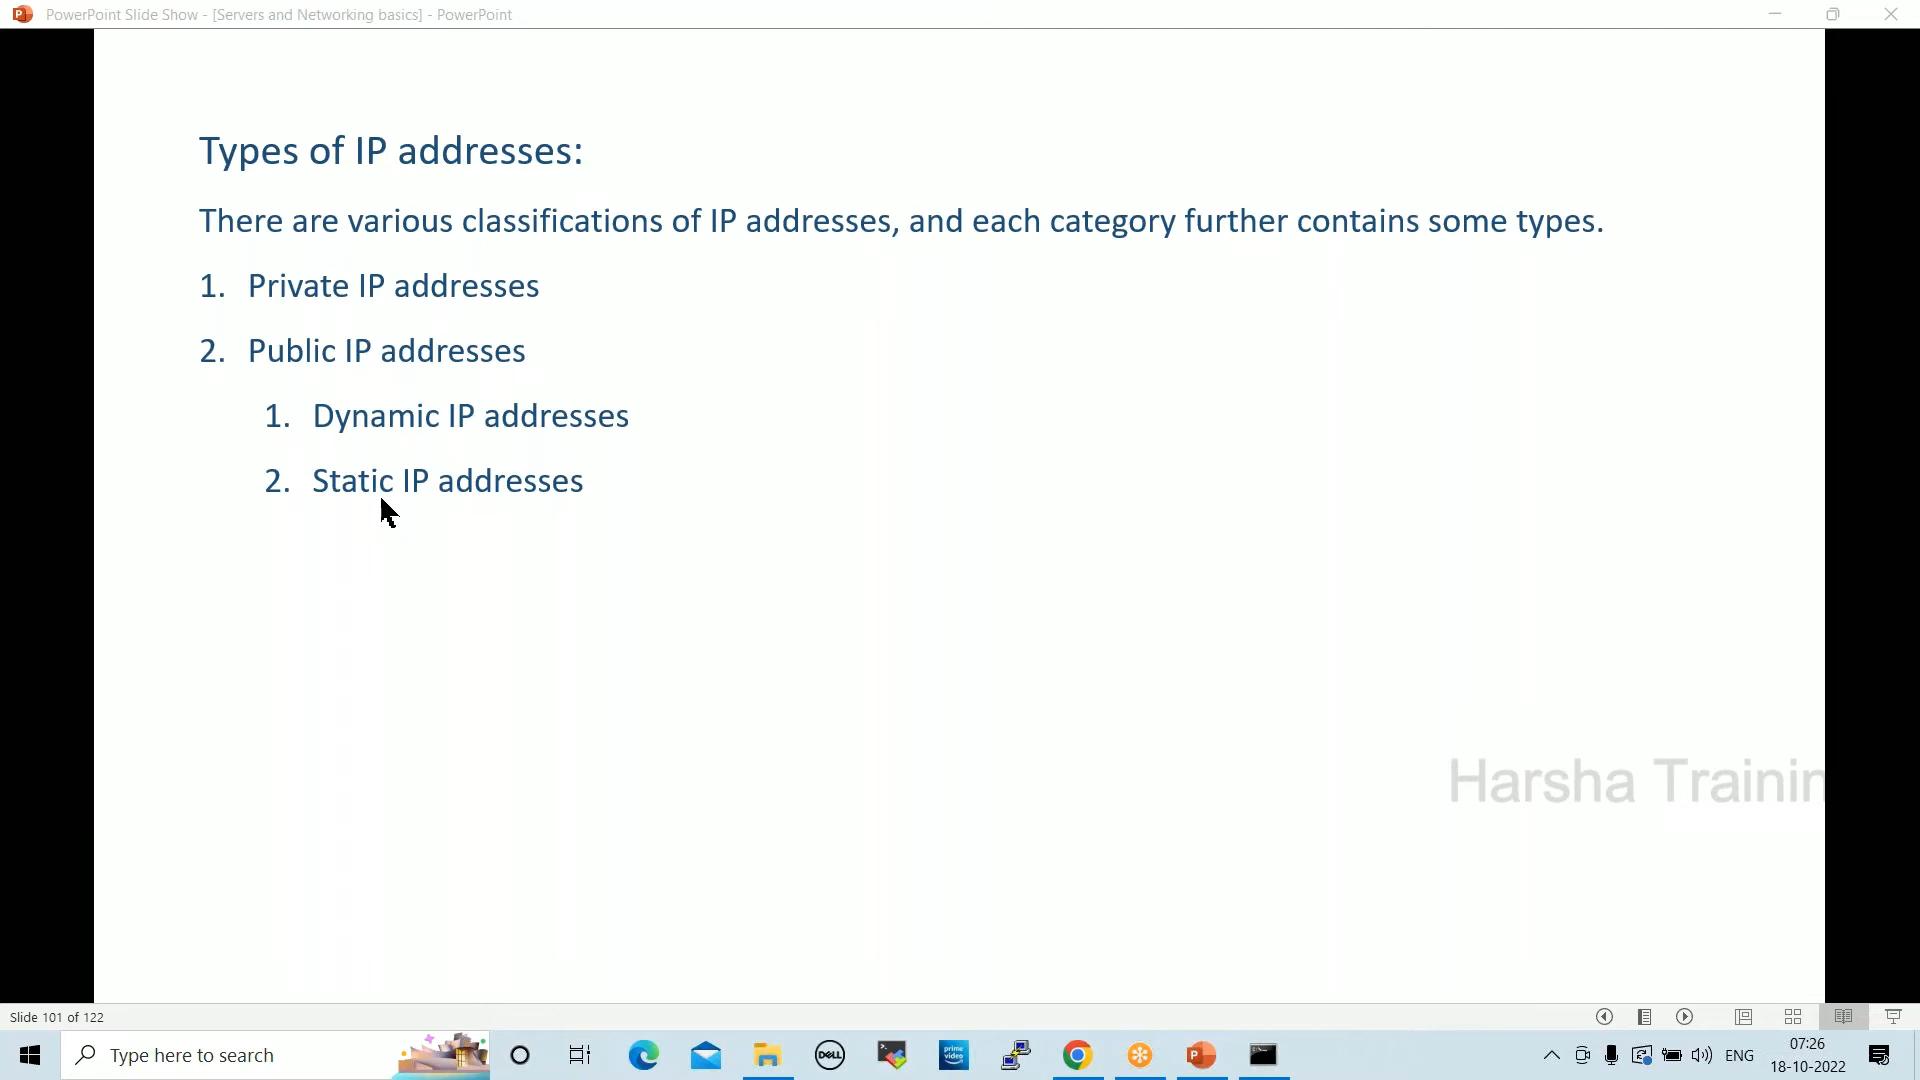 PowerPoint Slide Show - [Servers and Networking basics] - PowerPoint
Types of IP addresses:
There are various classifications of IP addresses, and each category further contains some types.
1. Private IP addresses
2. Public IP addresses
1. Dynamic IP addresses
2. Static IP addresses
Harsha Trainin
Slide 101 of 122
Type here to search
DELL
prime video
ENG
07:26
18-10-2022